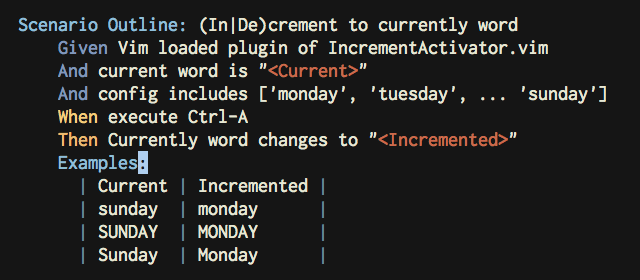 Scenario Outline: (In|De)crement to currently word
Given Vim loaded plugin of IncrementActivator.vim
And current word is "<Current>"
And config includes ['monday', 'tuesday', ... 'sunday']
When execute Ctrl-A
Then Currently word changes to "<Incremented>"
Examples:
| Current | Incremented |
| sunday | monday |
| SUNDAY | MONDAY |
| Sunday | Monday |